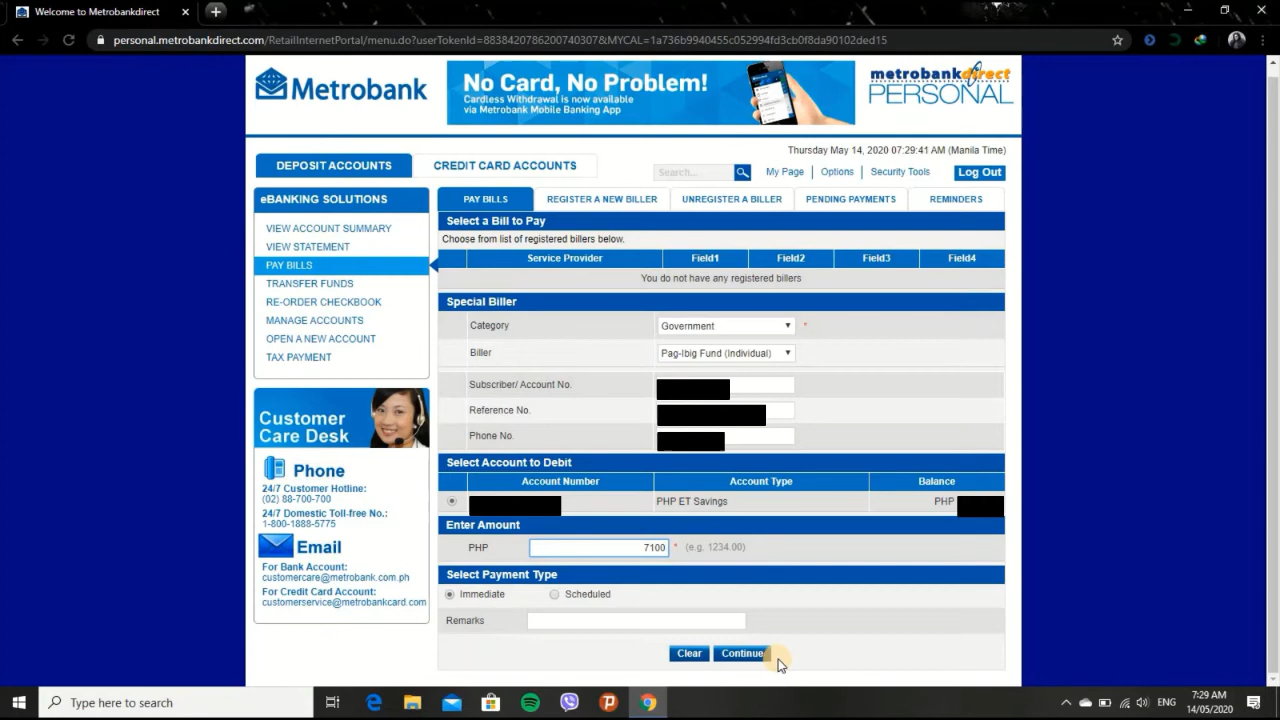 Welcome to Metrobankdirect
personal.metrobankdirect.com/RetailInternetPortal/menu.do?userTokenId=8838420786200740307&MYCAL=1a736b9940455c052994fd3cb0f8da90102ded15
Metrobank
No Card, No Problem!
Cardless Withdrawal is now available
via Metrobank Mobile Banking App
metrobankdirect
PERSONAL
Thursday May 14, 2020 07:29:41 AM (Manila Time)
DEPOSIT ACCOUNTS
CREDIT CARD ACCOUNTS
Search...
My Page | Options | Security Tools
Log Out
eBANKING SOLUTIONS
VIEW ACCOUNT SUMMARY
VIEW STATEMENT
PAY BILLS
TRANSFER FUNDS
RE-ORDER CHECKBOOK
MANAGE ACCOUNTS
OPEN A NEW ACCOUNT
TAX PAYMENT
Customer
Care Desk
Phone
24/7 Customer Hotline:
(02) 88-700-700
24/7 Domestic Toll-free No.:
1-800-1888-5775
Email
For Bank Account:
customercare@metrobank.com.ph
For Credit Card Account:
customerservice@metrobankcard.com
PAY BILLS REGISTER A NEW BILLER UNREGISTER A BILLER PENDING PAYMENTS REMINDERS
Select a Bill to Pay
Choose from list of registered billers below.
Service Provider Field1 Field2 Field3 Field4
You do not have any registered billers
Special Biller
Category Government *
Biller Pag-Ibig Fund (Individual)
Subscriber/ Account No.
Reference No.
Phone No.
Select Account to Debit
Account Number Account Type Balance
PHP ET Savings PHP
Enter Amount
PHP 7100 * (e.g. 1234.00)
Select Payment Type
Immediate Scheduled
Remarks
Clear Continue
Type here to search
ENG
7:29 AM
14/05/2020